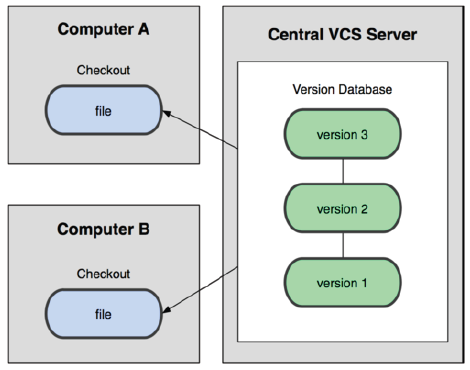 Computer A
Checkout
file
Computer B
Checkout
file
Central VCS Server
Version Database
version 3
version 2
version 1